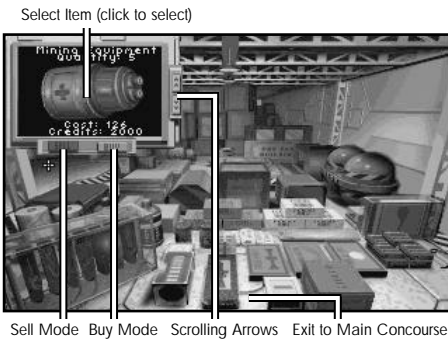 Select Item (click to select)
Mining Equipment
Quantity: 5
Cost: 126
Credits: 2000
Sell Mode Buy Mode Scrolling Arrows Exit to Main Concourse